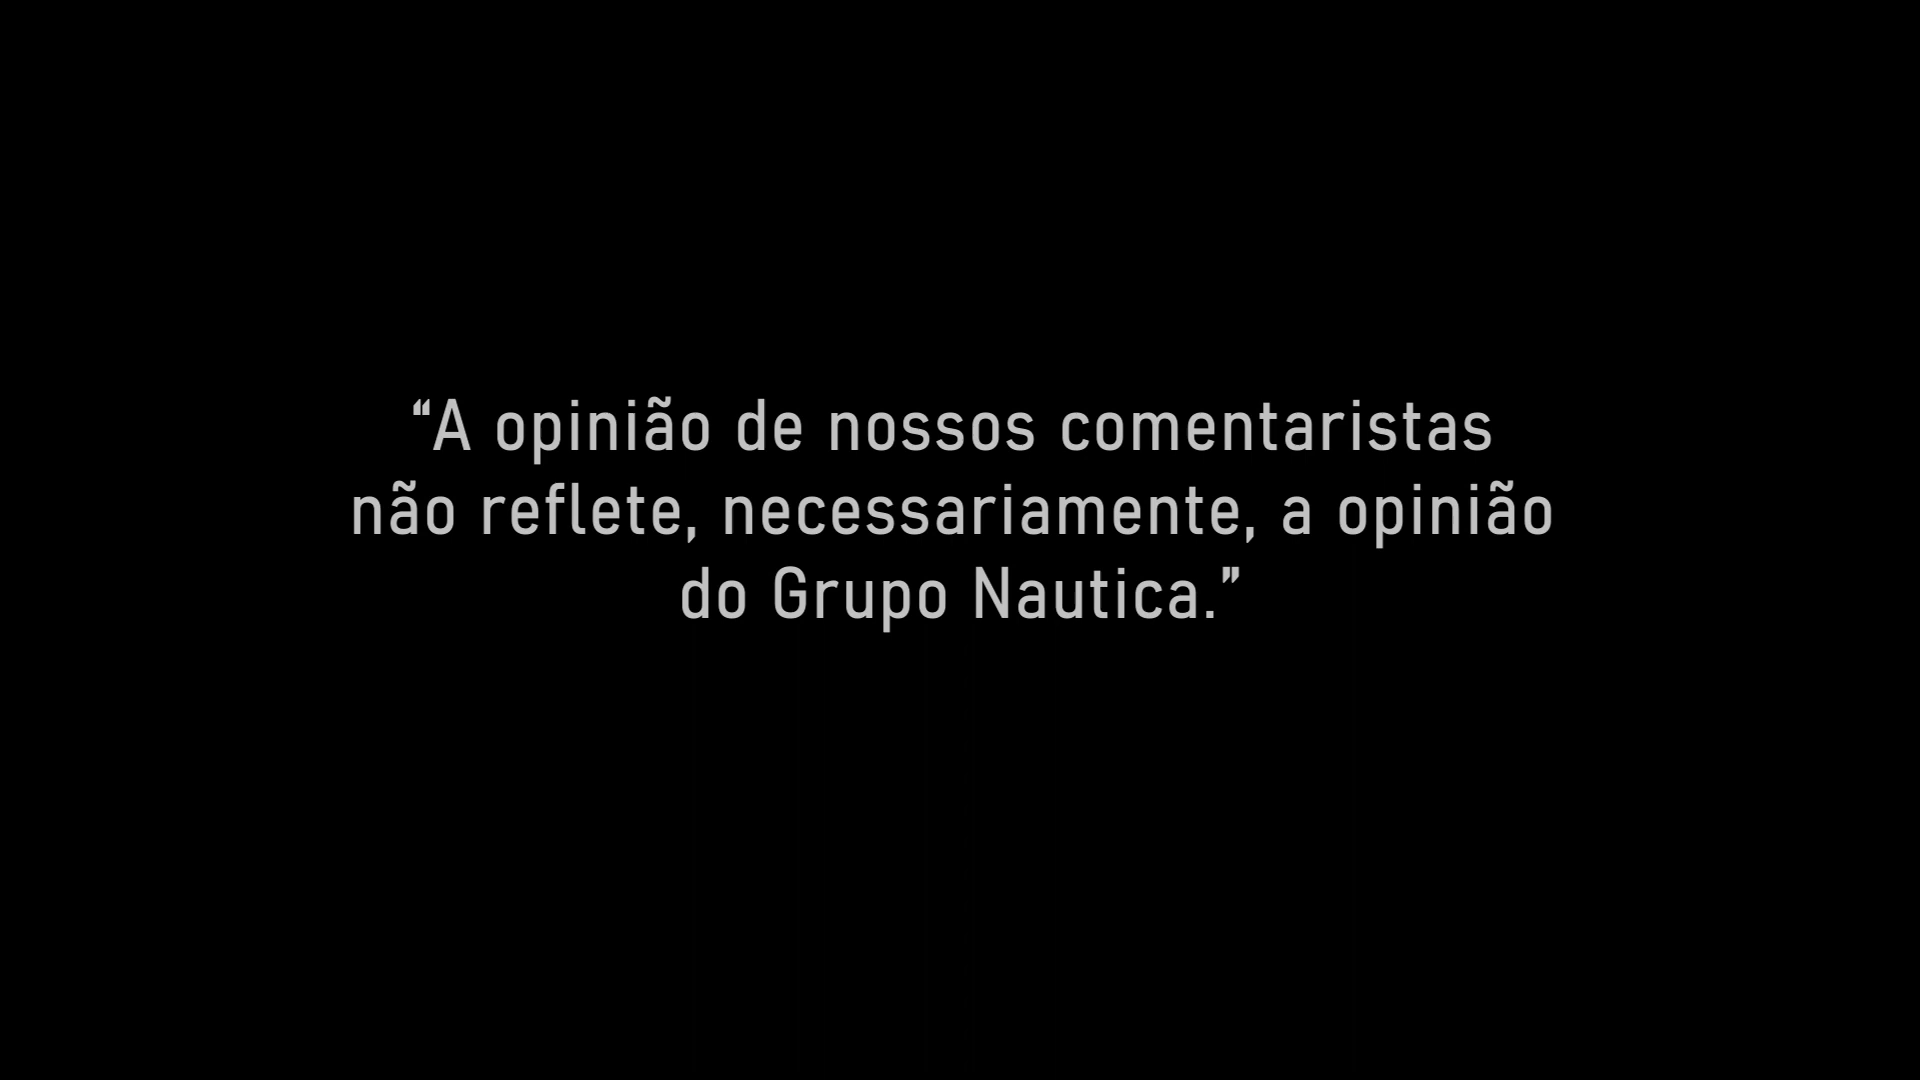 “A opinião de nossos comentaristas
não reflete, necessariamente, a opinião
do Grupo Nautica.”